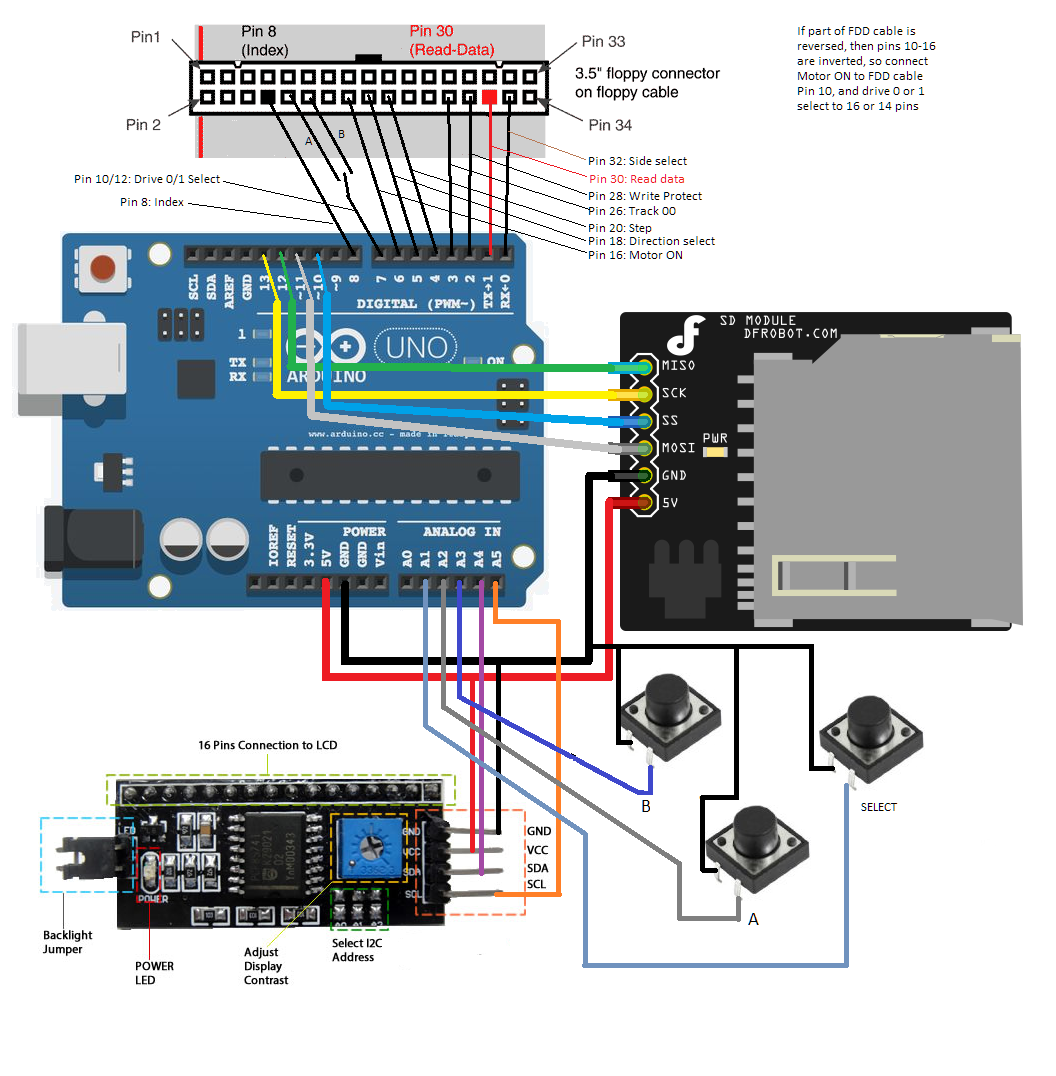 Pin1
Pin 8
(Index)
Pin 30
(Read-Data)
Pin 33
If part of FDD cable is
reversed, then pins 10-16
are inverted, so connect
Motor ON to FDD cable
Pin 10, and drive 0 or 1
select to 16 or 14 pins
3.5" floppy connector
on floppy cable
Pin 2
Pin 34
A
B
Pin 32: Side select
Pin 30: Read data
Pin 10/12: Drive 0/1 Select
Pin 28: Write Protect
Pin 8: Index
Pin 26: Track 00
Pin 20: Step
Pin 18: Direction select
Pin 16: Motor ON
SCL
SDA
AREF
GND
13
12
~11
~10
~9
8
7
6
5
4
3
2
TX→1
RX←0
DIGITAL (PWM~)
1
TX
RX
UNO
ON
ARDUINO
www.arduino.cc - made in
IOREF
RESET
3.3V
5V
GND
GND
Vin
POWER
ANALOG IN
A0
A1
A2
A3
A4
A5
SD MODULE
DFROBOT.COM
MISO
SCK
SS
MOSI
PWR
GND
5V
16 Pins Connection to LCD
B
SELECT
A
LED
POWER
GND
VCC
SDA
SCL
GND
VCC
SDA
SCL
A0 A1 A2
Backlight
Jumper
POWER
LED
Adjust
Display
Contrast
Select I2C
Address